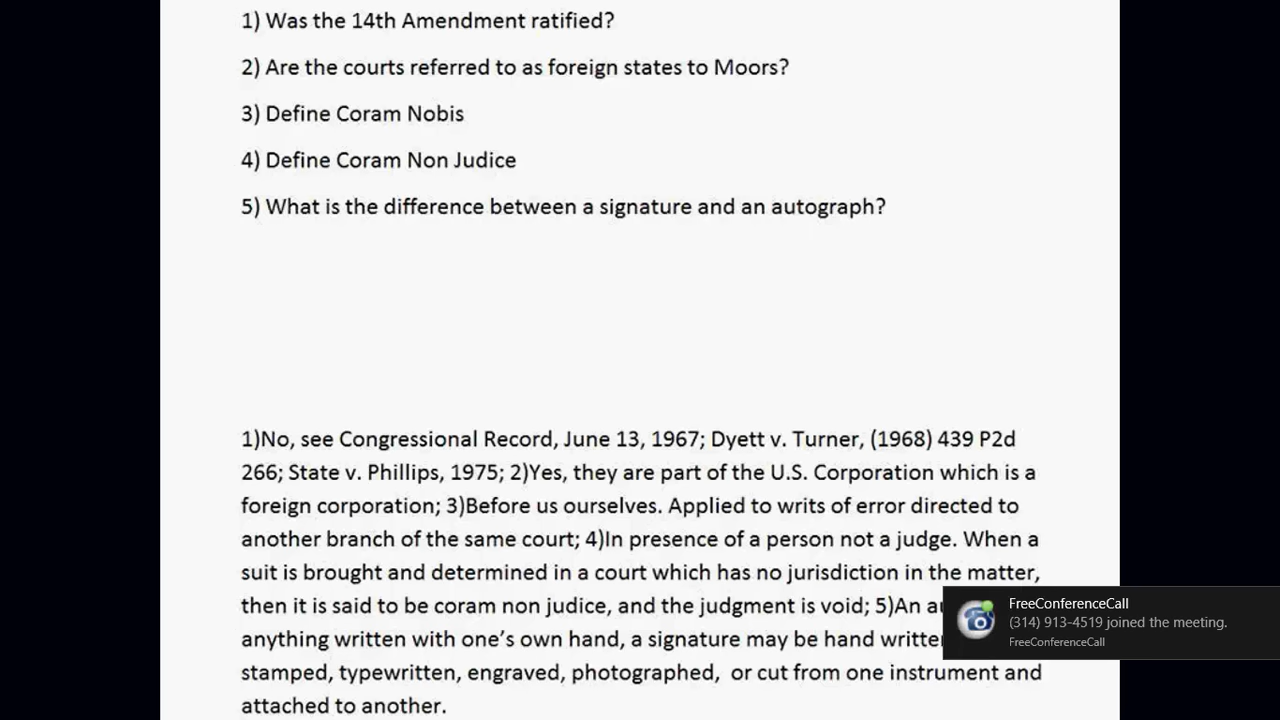 1) Was the 14th Amendment ratified?
2) Are the courts referred to as foreign states to Moors?
3) Define Coram Nobis
4) Define Coram Non Judice
5) What is the difference between a signature and an autograph?
1)No, see Congressional Record, June 13, 1967; Dyett v. Turner, (1968) 439 P2d
266; State v. Phillips, 1975; 2)Yes, they are part of the U.S. Corporation which is a
foreign corporation; 3)Before us ourselves. Applied to writs of error directed to
another branch of the same court; 4)In presence of a person not a judge. When a
suit is brought and determined in a court which has no jurisdiction in the matter,
then it is said to be coram non judice, and the judgment is void; 5)An
anything written with one’s own hand, a signature may be hand
stamped, typewritten, engraved, photographed, or cut from one instrument and
attached to another.
FreeConferenceCall
(314) 913-4519 joined the meeting.
FreeConferenceCall